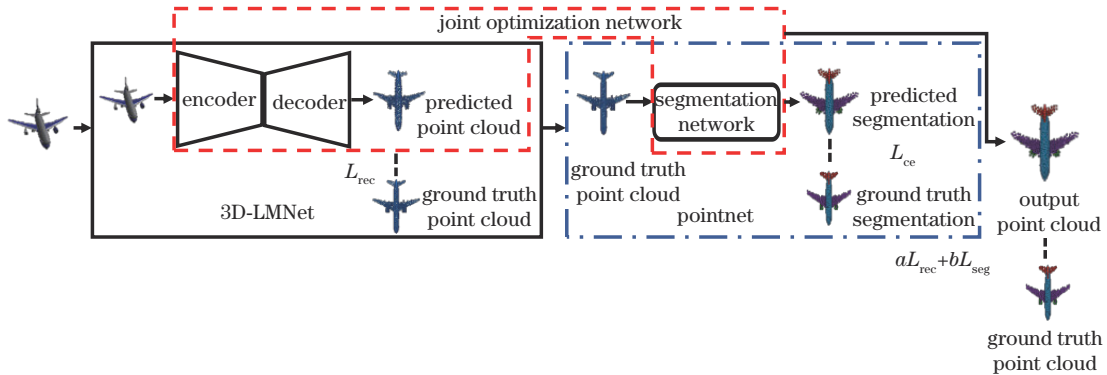 joint optimization network
encoder
decoder
predicted
point cloud
L_rec
ground truth
point cloud
3D-LMNet
ground truth
point cloud
segmentation
network
pointnet
predicted
segmentation
L_ce
ground truth
segmentation
aL_rec+bL_seg
output
point cloud
ground truth
point cloud